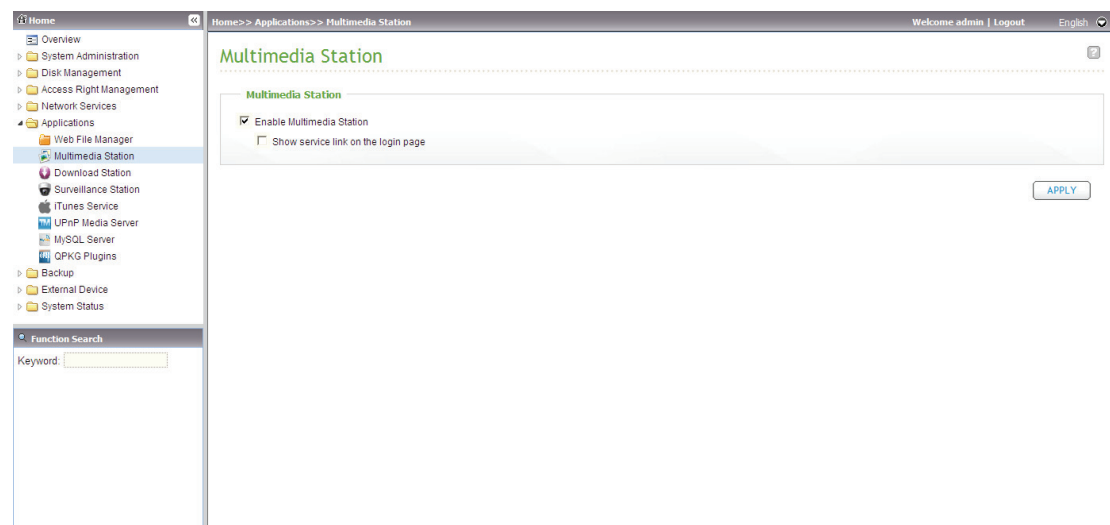 Home
Overview
System Administration
Disk Management
Access Right Management
Network Services
Applications
Web File Manager
Multimedia Station
Download Station
Surveillance Station
iTunes Service
UPnP Media Server
MySQL Server
QPKG Plugins
Backup
External Device
System Status
Function Search
Keyword:
Home>> Applications>> Multimedia Station
Welcome admin | Logout
English
Multimedia Station
?
Multimedia Station
Enable Multimedia Station
Show service link on the login page
APPLY